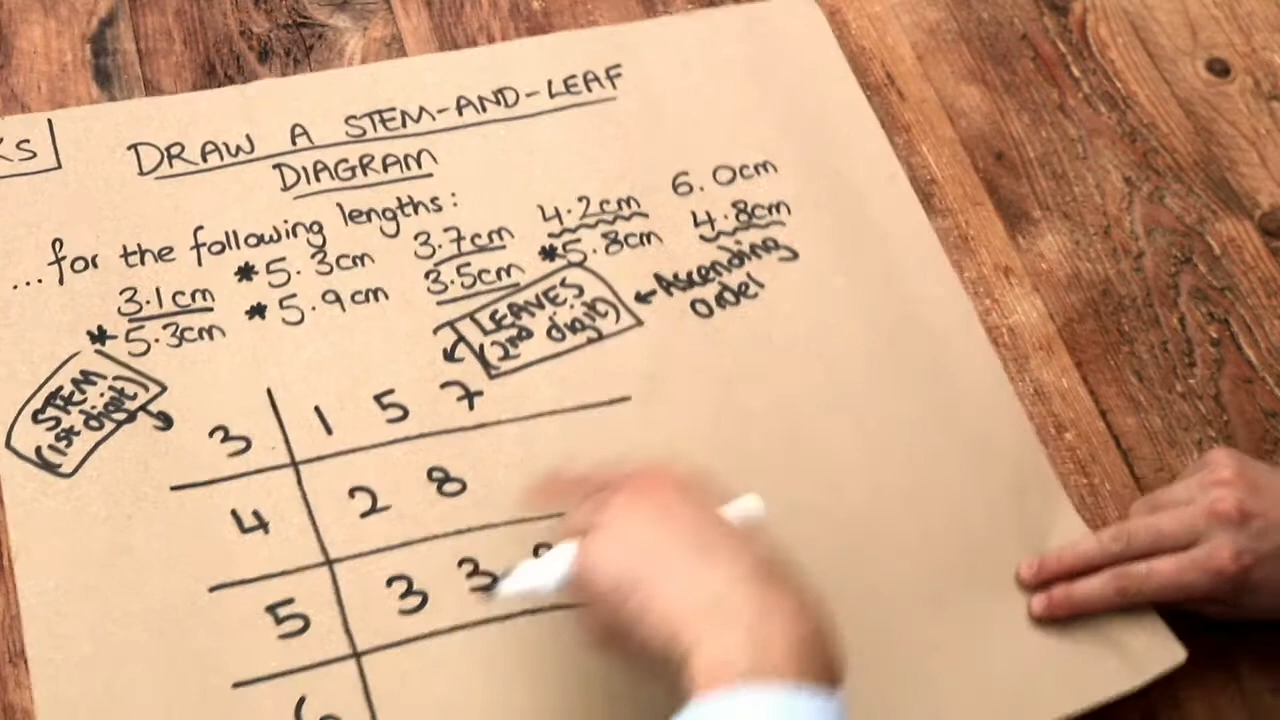 KS
DRAW A STEM-AND-LEAF
DIAGRAM
...for the following lengths:
3.1cm *5.3cm 3.7cm 4.2cm 6.0cm
*5.3cm *5.9cm 3.5cm *5.8cm 4.8cm
STEM
(1st digit)
LEAVES
(2nd digit)
←Ascending
order
3 1 5 7
4 2 8
5 3 3